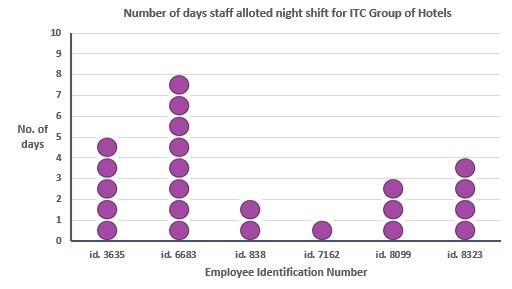 Number of days staff alloted night shift for ITC Group of Hotels
10
9
8
7
6
5
4
3
2
1
0
No. of
days
id. 3635 id. 6683 id. 838 id. 7162 id. 8099 id. 8323
Employee Identification Number